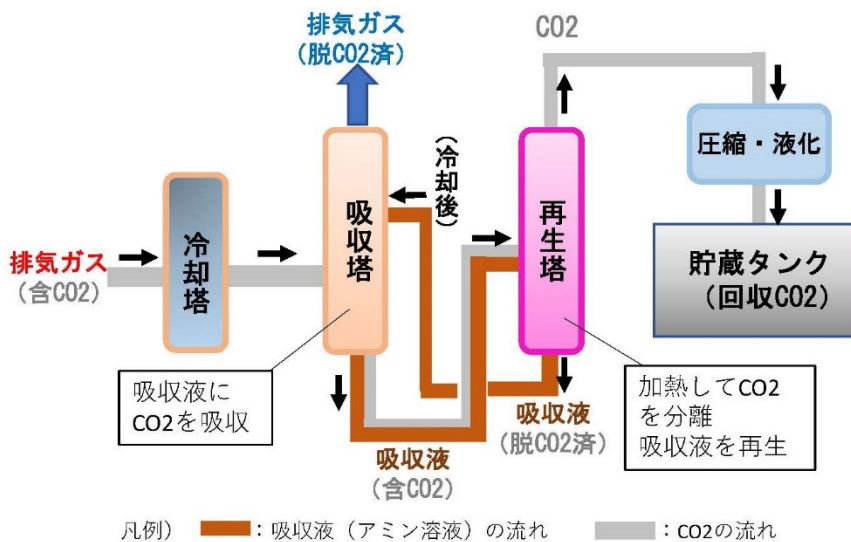 排気ガス
(脱CO2済)
CO2
圧縮・液化
(冷却後)
冷却塔
吸収塔
再生塔
排気ガス
(含CO2)
貯蔵タンク
(回収CO2)
吸収液に
CO2を吸収
加熱してCO2
を分離
吸収液を再生
吸収液
(脱CO2済)
吸収液
(含CO2)
凡例) :吸収液(アミン溶液)の流れ :CO2の流れ